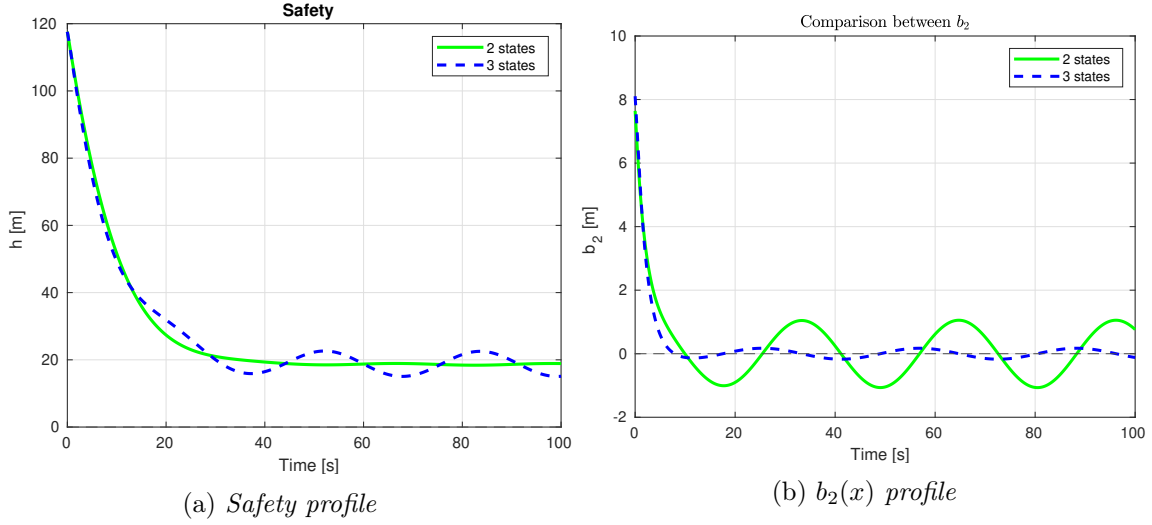 Safety
120
100
80
60
40
20
0
h [m]
2 states
3 states
0 20 40 60 80 100
Time [s]
(a) Safety profile
Comparison between b₂
10
8
6
4
2
0
-2
b₂ [m]
2 states
3 states
0 20 40 60 80 100
Time [s]
(b) b₂(x) profile